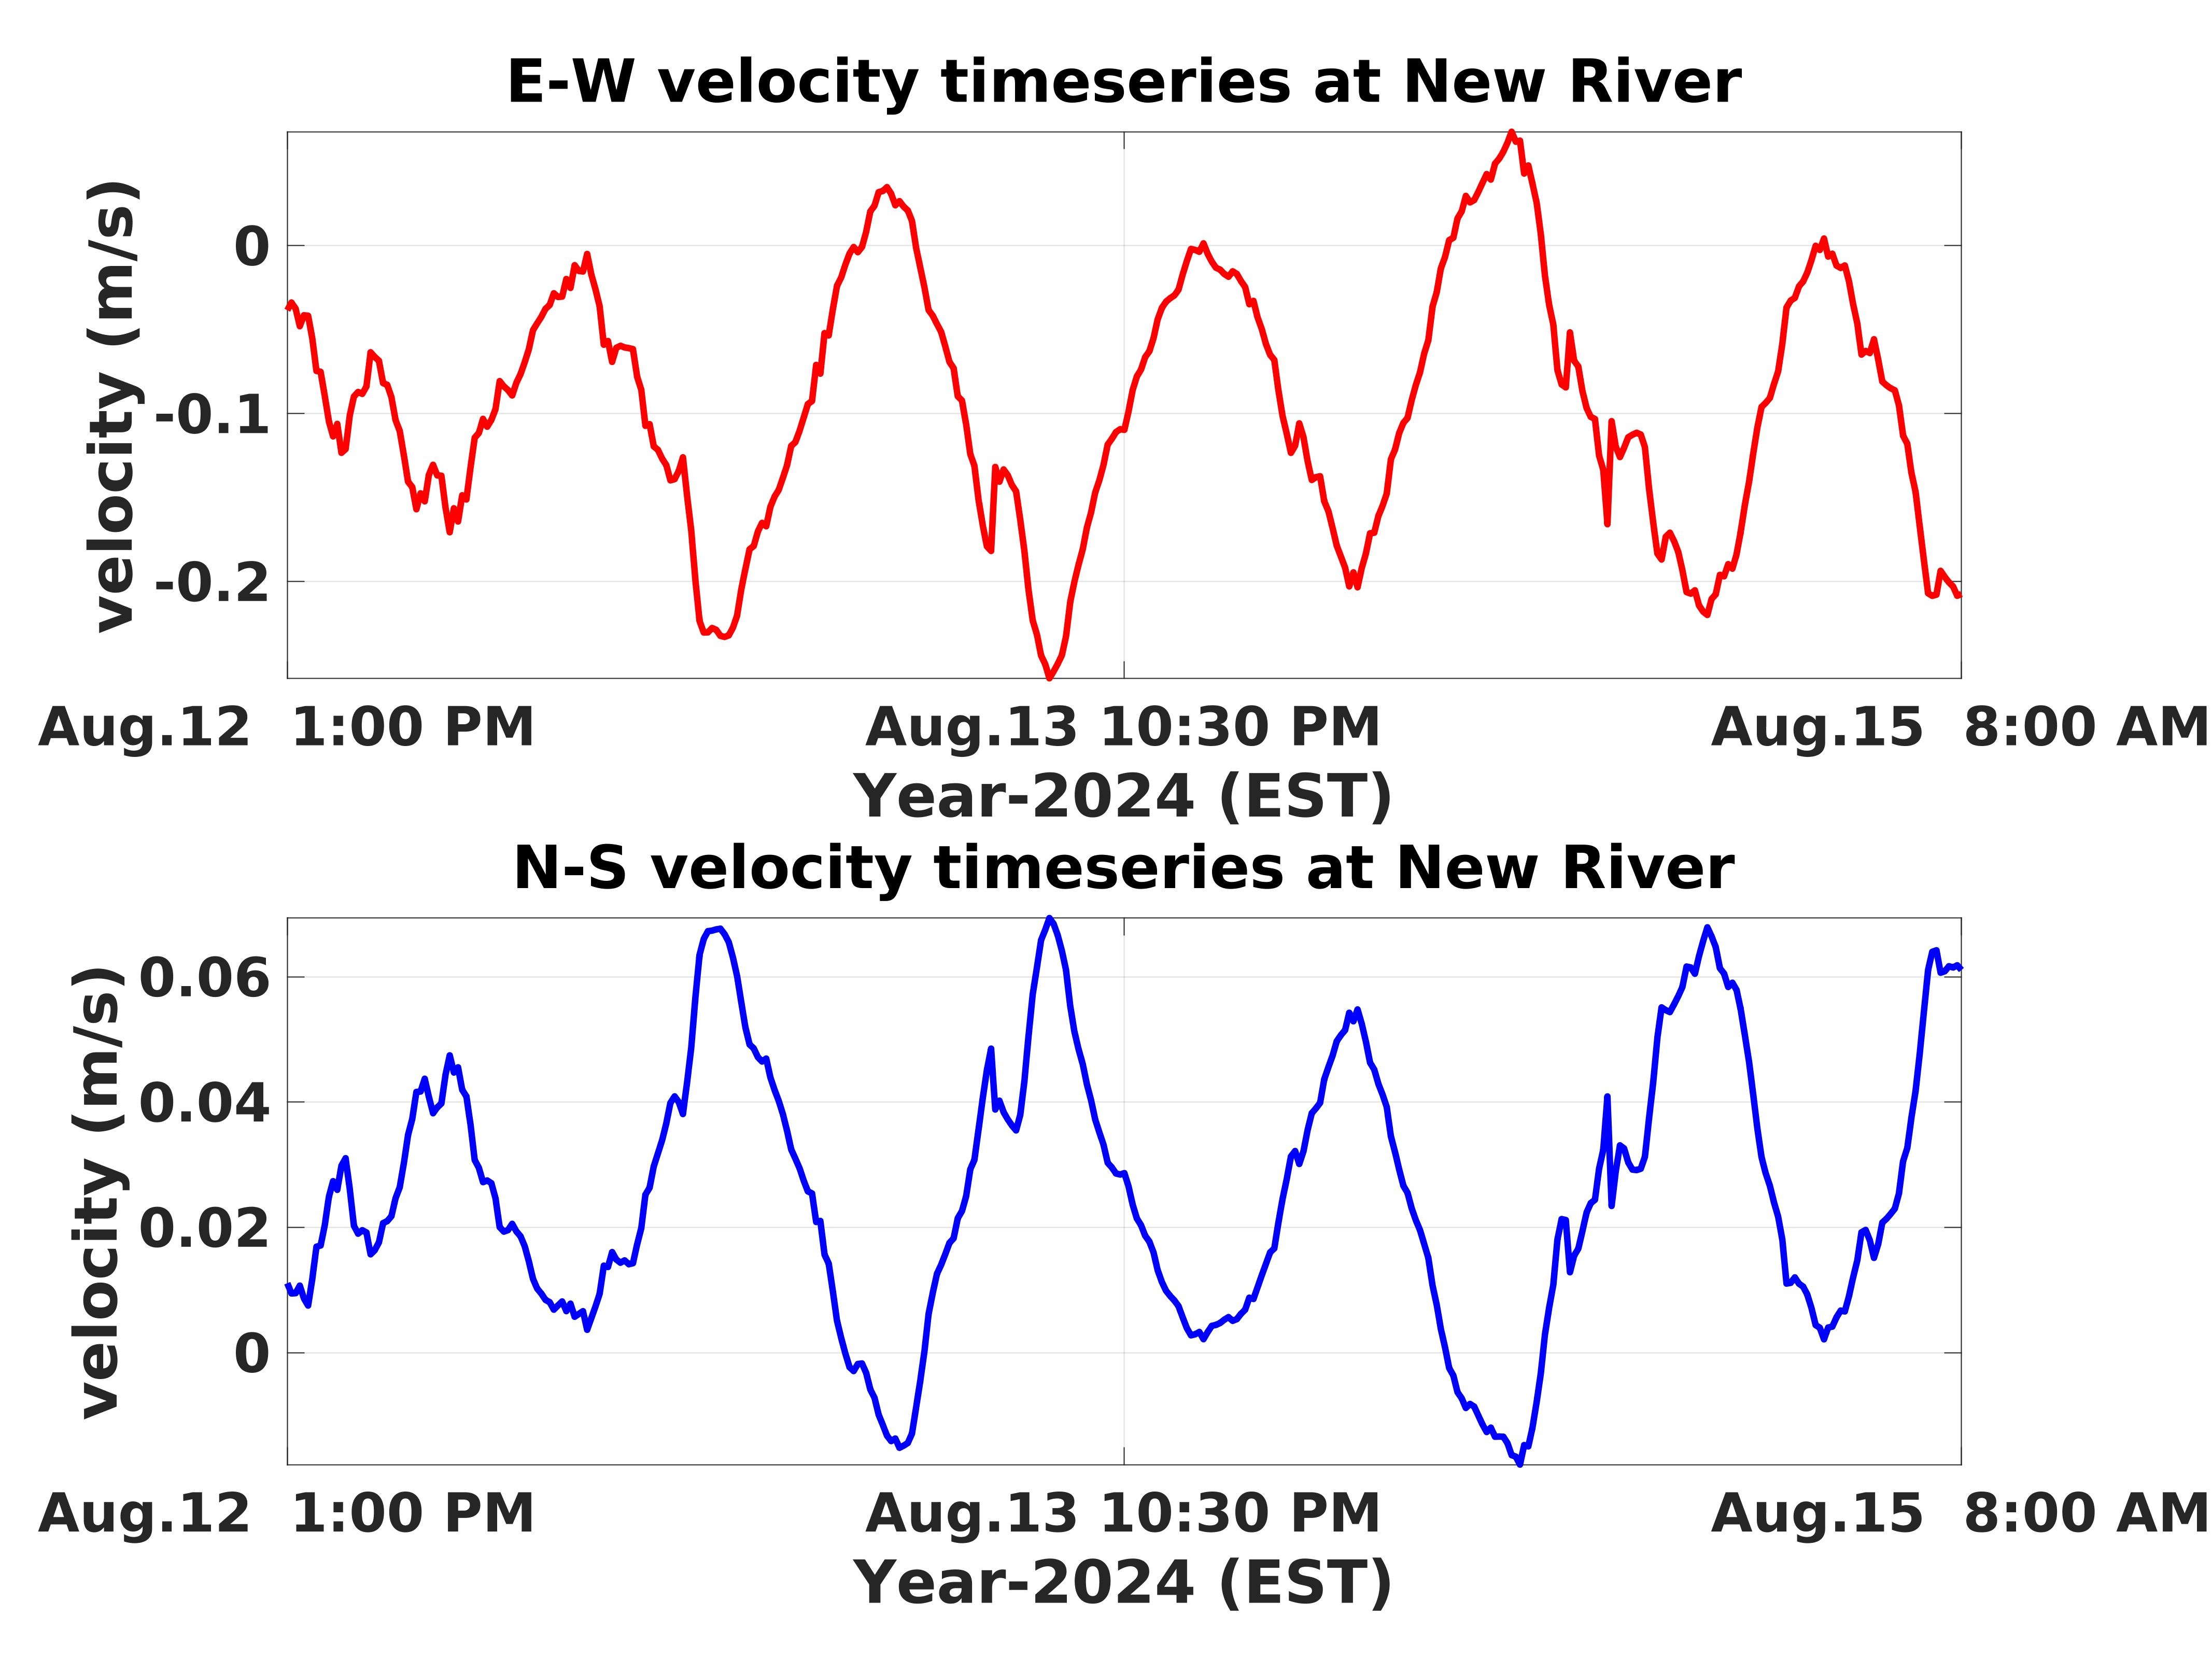 E-W velocity timeseries at New River
velocity (m/s)
0
-0.1
-0.2
Aug.12 1:00 PM Aug.13 10:30 PM Aug.15 8:00 AM
Year-2024 (EST)
N-S velocity timeseries at New River
velocity (m/s)
0.06
0.04
0.02
0
Aug.12 1:00 PM Aug.13 10:30 PM Aug.15 8:00 AM
Year-2024 (EST)